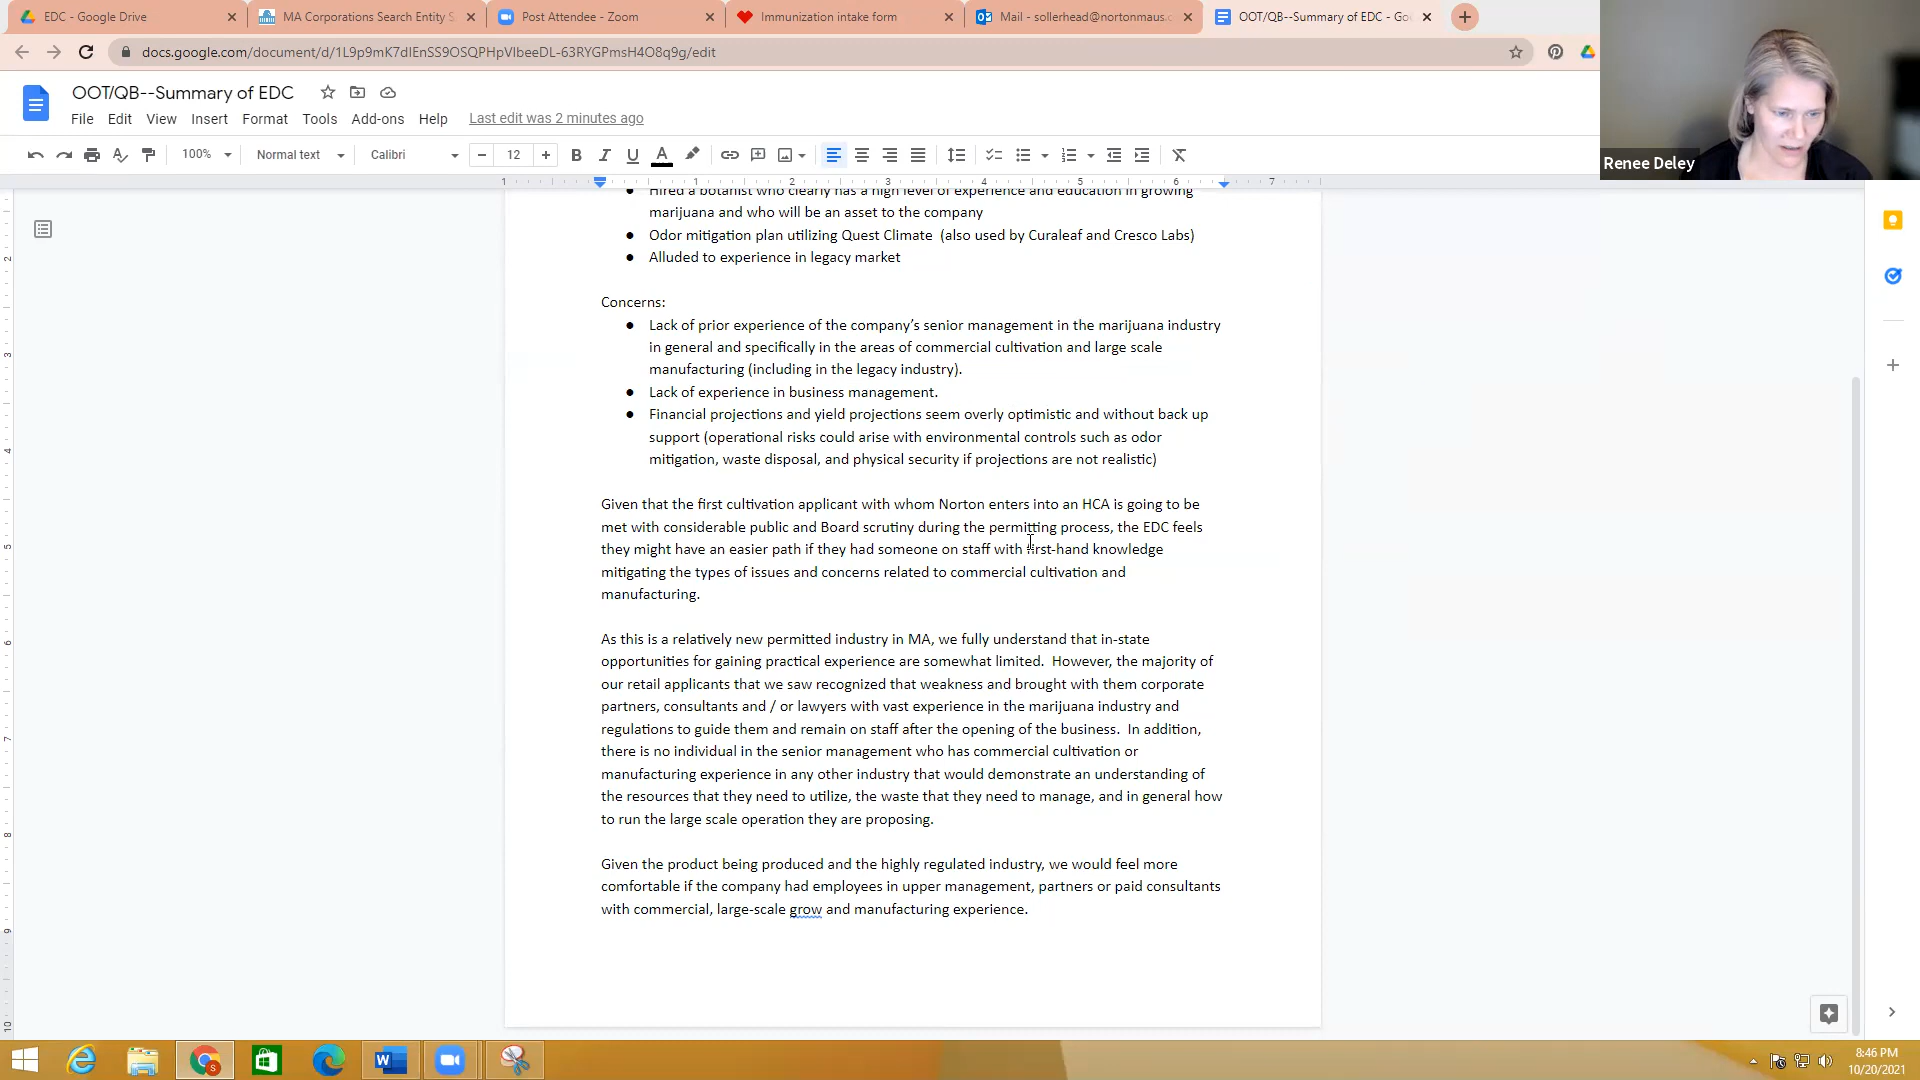 EDC - Google Drive
MA Corporations Search Entity S
Post Attendee - Zoom
Immunization intake form
Mail - sollerhead@nortonmaus.c
OOT/QB--Summary of EDC - Go
docs.google.com/document/d/1L9p9mK7dIEnSS9OSQPHpVIbeeDL-63RYGPmsH4O8q9g/edit
OOT/QB--Summary of EDC
File Edit View Insert Format Tools Add-ons Help Last edit was 2 minutes ago
100% Normal text Calibri 12
Renee Deley
Hired a botanist who clearly has a high level of experience and education in growing
marijuana and who will be an asset to the company
Odor mitigation plan utilizing Quest Climate (also used by Curaleaf and Cresco Labs)
Alluded to experience in legacy market
Concerns:
Lack of prior experience of the company’s senior management in the marijuana industry
in general and specifically in the areas of commercial cultivation and large scale
manufacturing (including in the legacy industry).
Lack of experience in business management.
Financial projections and yield projections seem overly optimistic and without back up
support (operational risks could arise with environmental controls such as odor
mitigation, waste disposal, and physical security if projections are not realistic)
Given that the first cultivation applicant with whom Norton enters into an HCA is going to be
met with considerable public and Board scrutiny during the permitting process, the EDC feels
they might have an easier path if they had someone on staff with first-hand knowledge
mitigating the types of issues and concerns related to commercial cultivation and
manufacturing.
As this is a relatively new permitted industry in MA, we fully understand that in-state
opportunities for gaining practical experience are somewhat limited. However, the majority of
our retail applicants that we saw recognized that weakness and brought with them corporate
partners, consultants and / or lawyers with vast experience in the marijuana industry and
regulations to guide them and remain on staff after the opening of the business. In addition,
there is no individual in the senior management who has commercial cultivation or
manufacturing experience in any other industry that would demonstrate an understanding of
the resources that they need to utilize, the waste that they need to manage, and in general how
to run the large scale operation they are proposing.
Given the product being produced and the highly regulated industry, we would feel more
comfortable if the company had employees in upper management, partners or paid consultants
with commercial, large-scale grow and manufacturing experience.
8:46 PM
10/20/2021